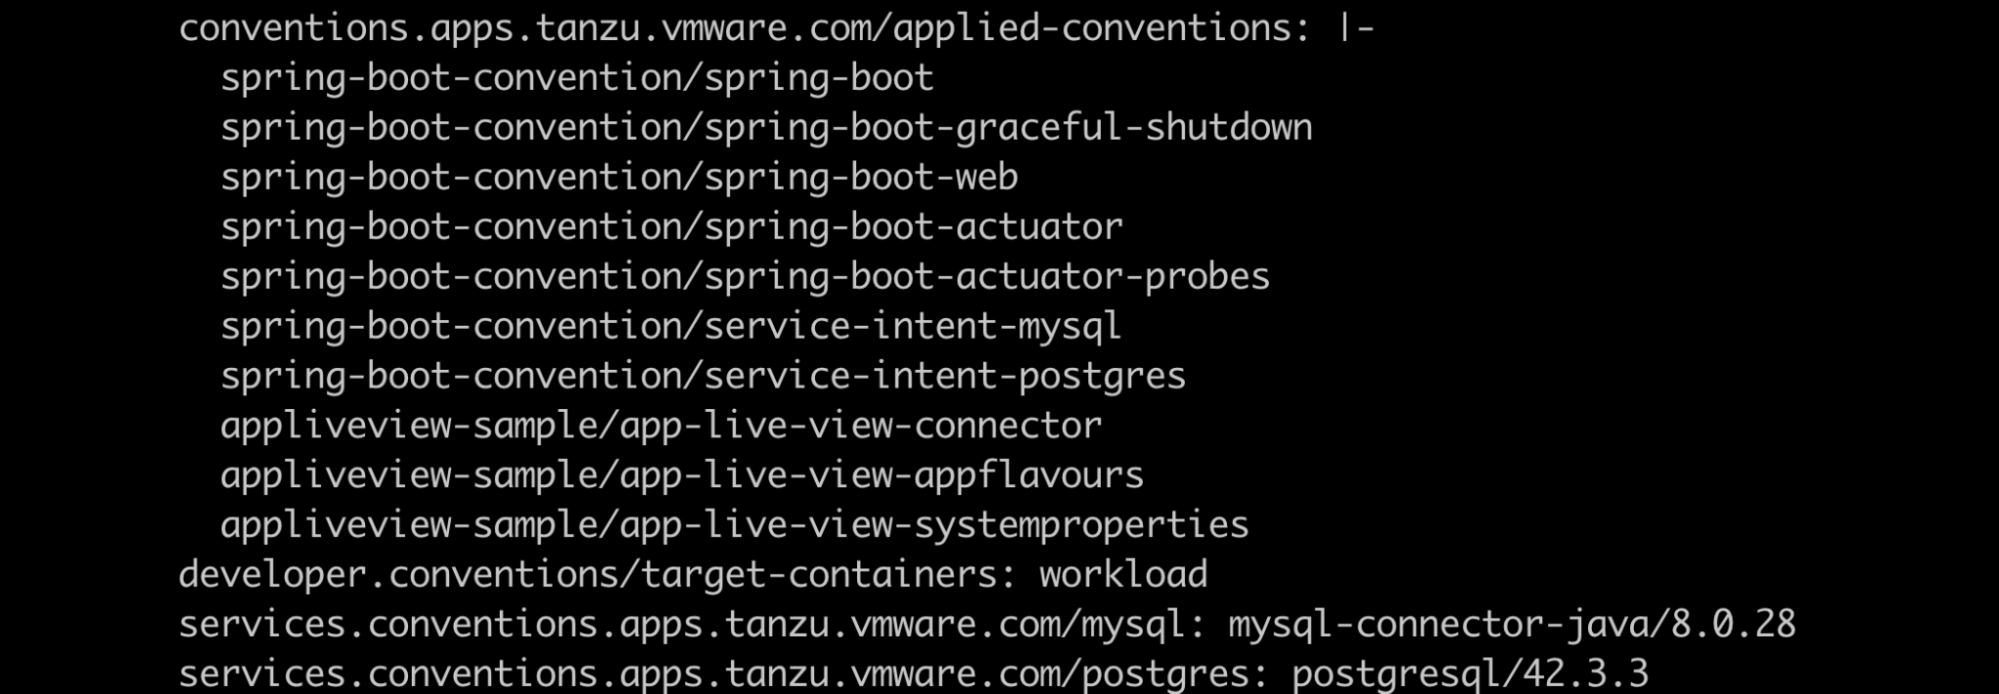 conventions.apps.tanzu.vmware.com/applied-conventions: |-
spring-boot-convention/spring-boot
spring-boot-convention/spring-boot-graceful-shutdown
spring-boot-convention/spring-boot-web
spring-boot-convention/spring-boot-actuator
spring-boot-convention/spring-boot-actuator-probes
spring-boot-convention/service-intent-mysql
spring-boot-convention/service-intent-postgres
appliveview-sample/app-live-view-connector
appliveview-sample/app-live-view-appflavours
appliveview-sample/app-live-view-systemproperties
developer.conventions/target-containers: workload
services.conventions.apps.tanzu.vmware.com/mysql: mysql-connector-java/8.0.28
services.conventions.apps.tanzu.vmware.com/postgres: postgresql/42.3.3